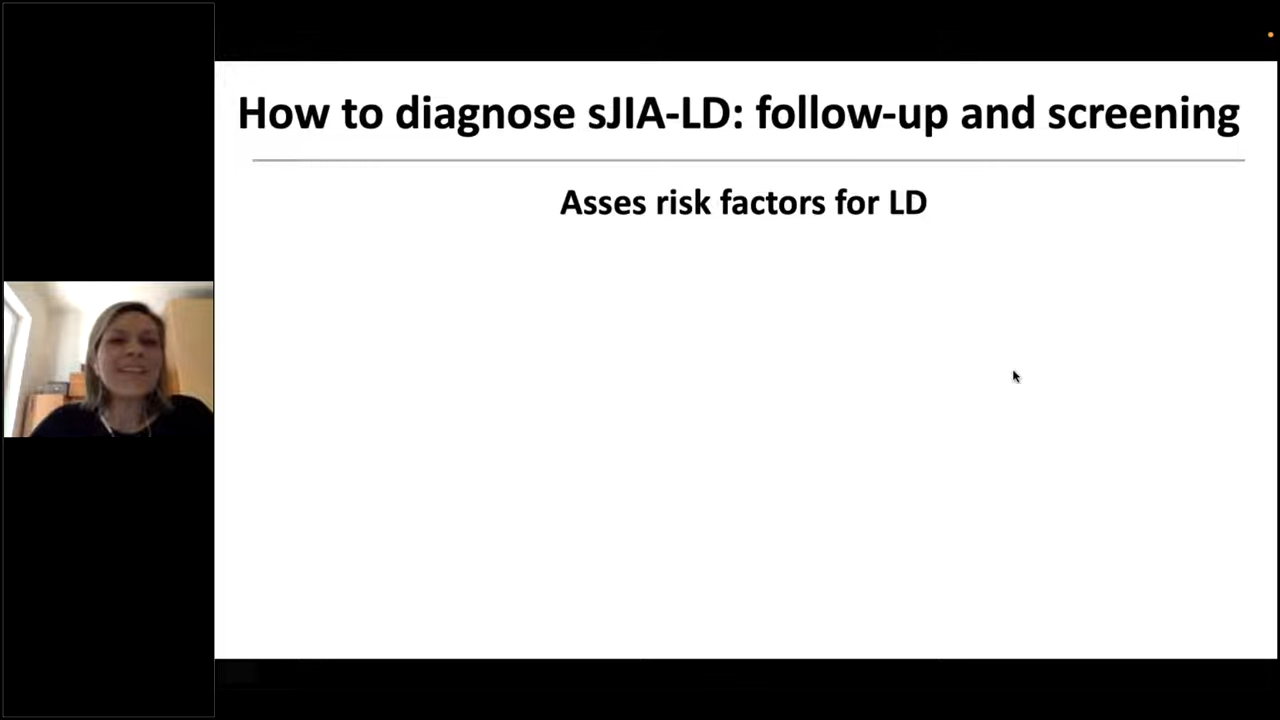 How to diagnose sJIA-LD: follow-up and screening
Asses risk factors for LD